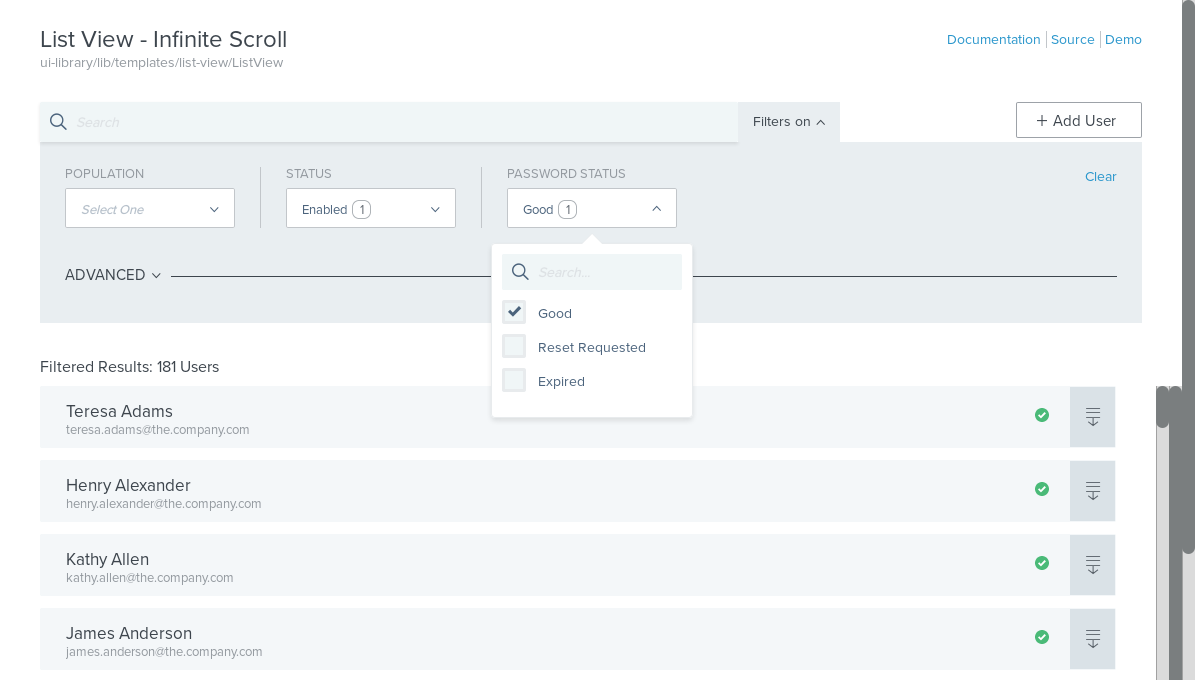 List View - Infinite Scroll
Documentation Source Demo
ui-library/lib/templates/list-view/ListView
Search
Filters on
+ Add User
POPULATION
STATUS
PASSWORD STATUS
Clear
Select One
Enabled 1
Good 1
ADVANCED
Search...
Good
Reset Requested
Expired
Filtered Results: 181 Users
Teresa Adams
teresa.adams@the.company.com
Henry Alexander
henry.alexander@the.company.com
Kathy Allen
kathy.allen@the.company.com
James Anderson
james.anderson@the.company.com